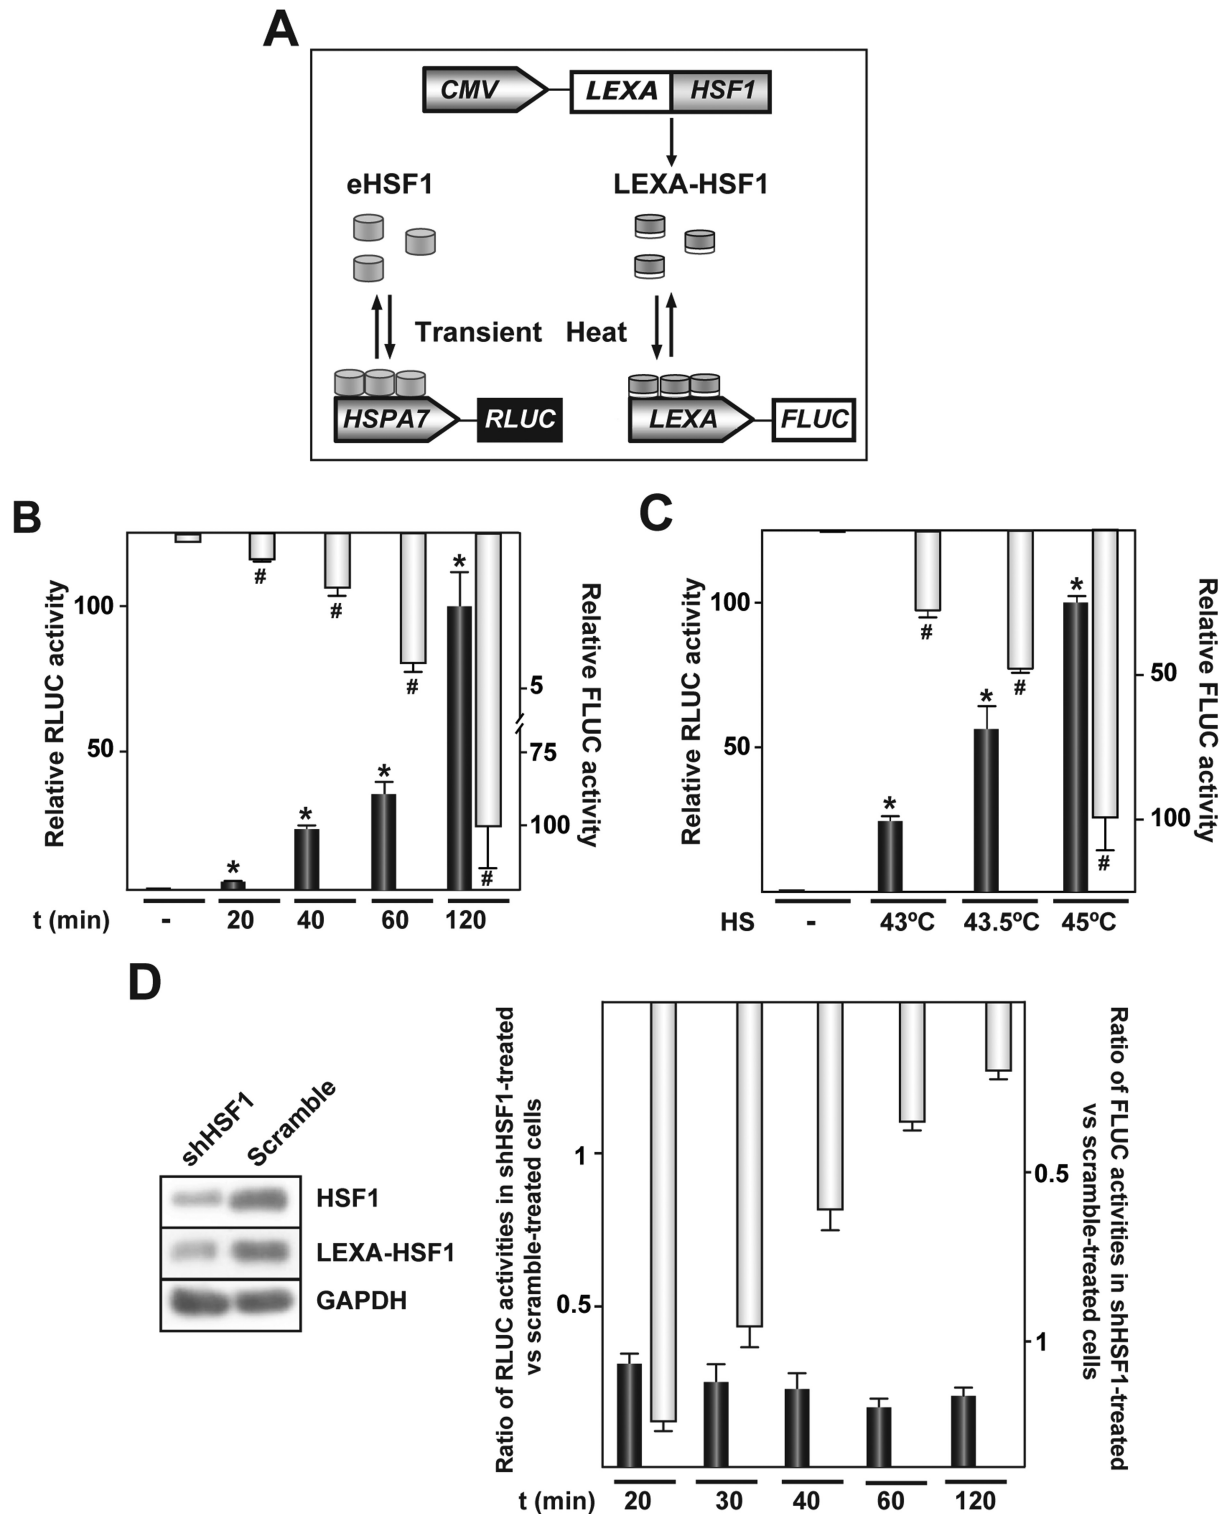 A
CMV LEXA HSF1
eHSF1 LEXA-HSF1
Transient Heat
HSPA7 RLUC LEXA FLUC
B
Relative RLUC activity
100
50
Relative FLUC activity
5
75
100
* * * * *
# # # # 
t (min) - 20 40 60 120
C
Relative RLUC activity
100
50
Relative FLUC activity
50
100
* * *
# # #
HS - 43ºC 43.5ºC 45ºC
D
shHSF1 Scramble
HSF1
LEXA-HSF1
GAPDH
Ratio of RLUC activities in shHSF1-treated
vs scramble-treated cells
1
0.5
Ratio of FLUC activities in shHSF1-treated
vs scramble-treated cells
0.5
1
t (min) 20 30 40 60 120